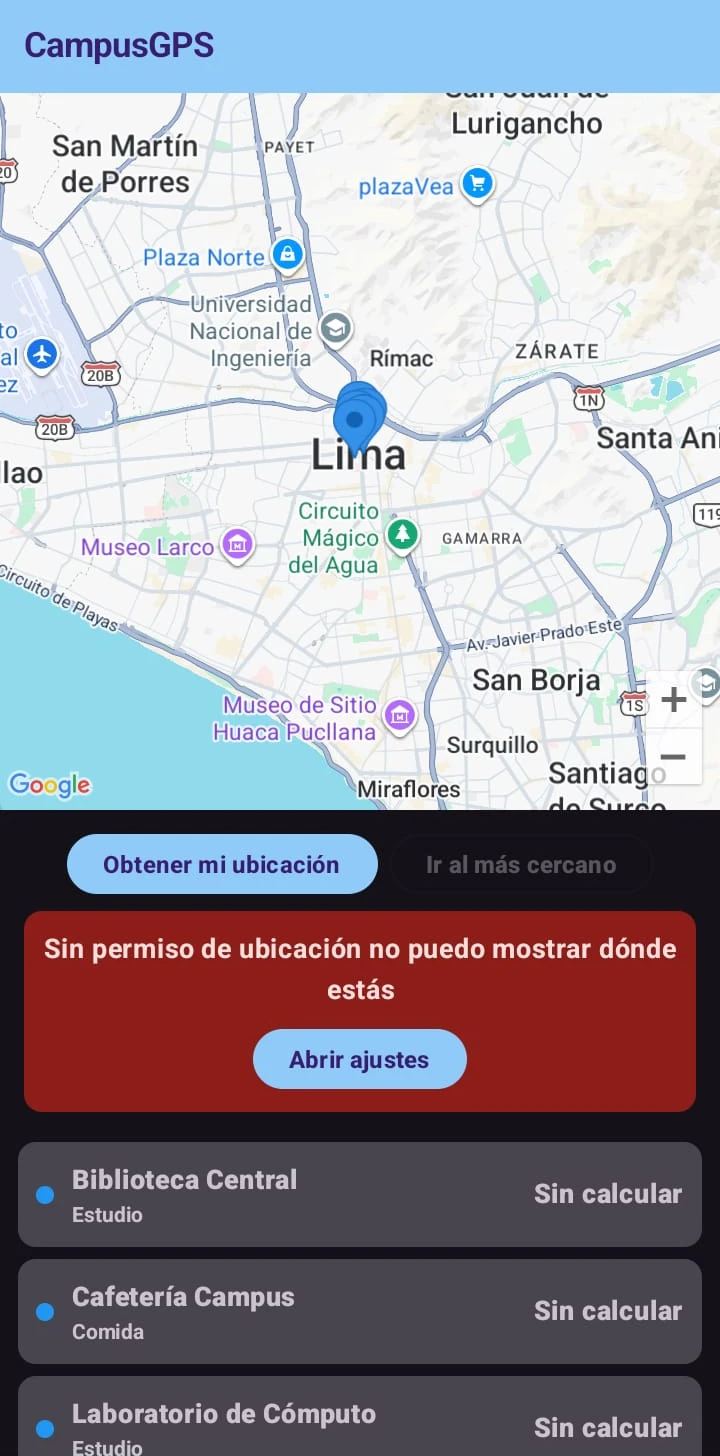 CampusGPS
San Juan de
Lurigancho
San Martín
de Porres
PAYET
20
plazaVea
Plaza Norte
Universidad
Nacional de
Ingeniería
to
al
ez
20B
Rímac
ZÁRATE
1N
20B
Santa Ani
Lima
llao
Circuito
Mágico
del Agua
GAMARRA
119
Museo Larco
Circuito de Playas
Av. Javier Prado Este
San Borja
1S
Museo de Sitio
Huaca Pucllana
Surquillo
Santiago
de Surco
Miraflores
Google
+
−
Obtener mi ubicación
Ir al más cercano
Sin permiso de ubicación no puedo mostrar dónde
estás
Abrir ajustes
Biblioteca Central
Estudio
Sin calcular
Cafetería Campus
Comida
Sin calcular
Laboratorio de Cómputo
Estudio
Sin calcular